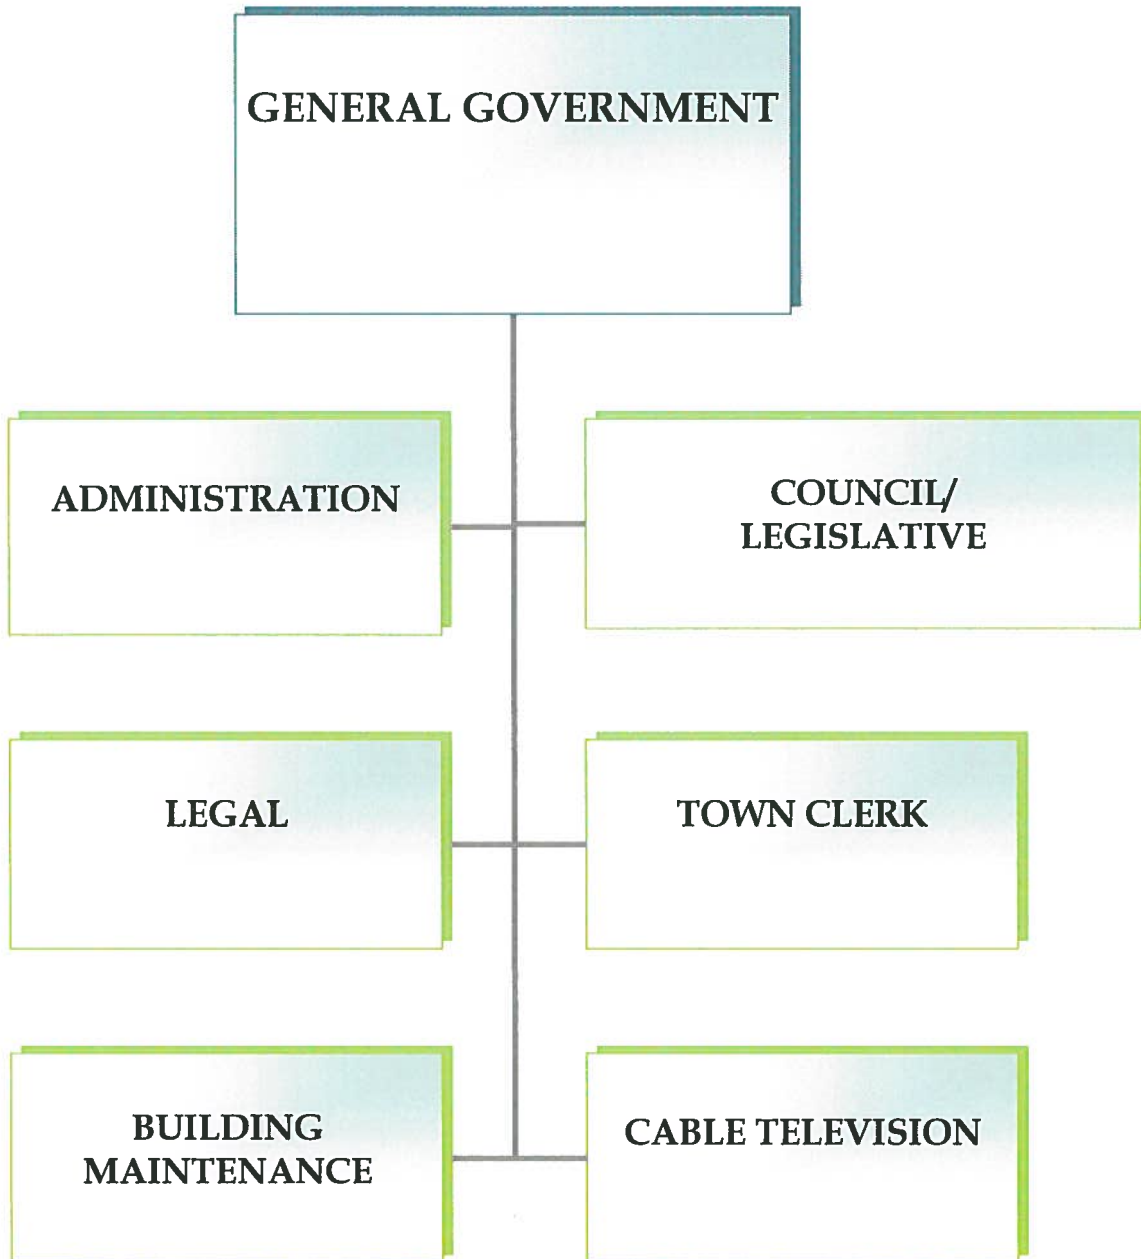 GENERAL GOVERNMENT
ADMINISTRATION
COUNCIL/
LEGISLATIVE
LEGAL
TOWN CLERK
BUILDING
MAINTENANCE
CABLE TELEVISION